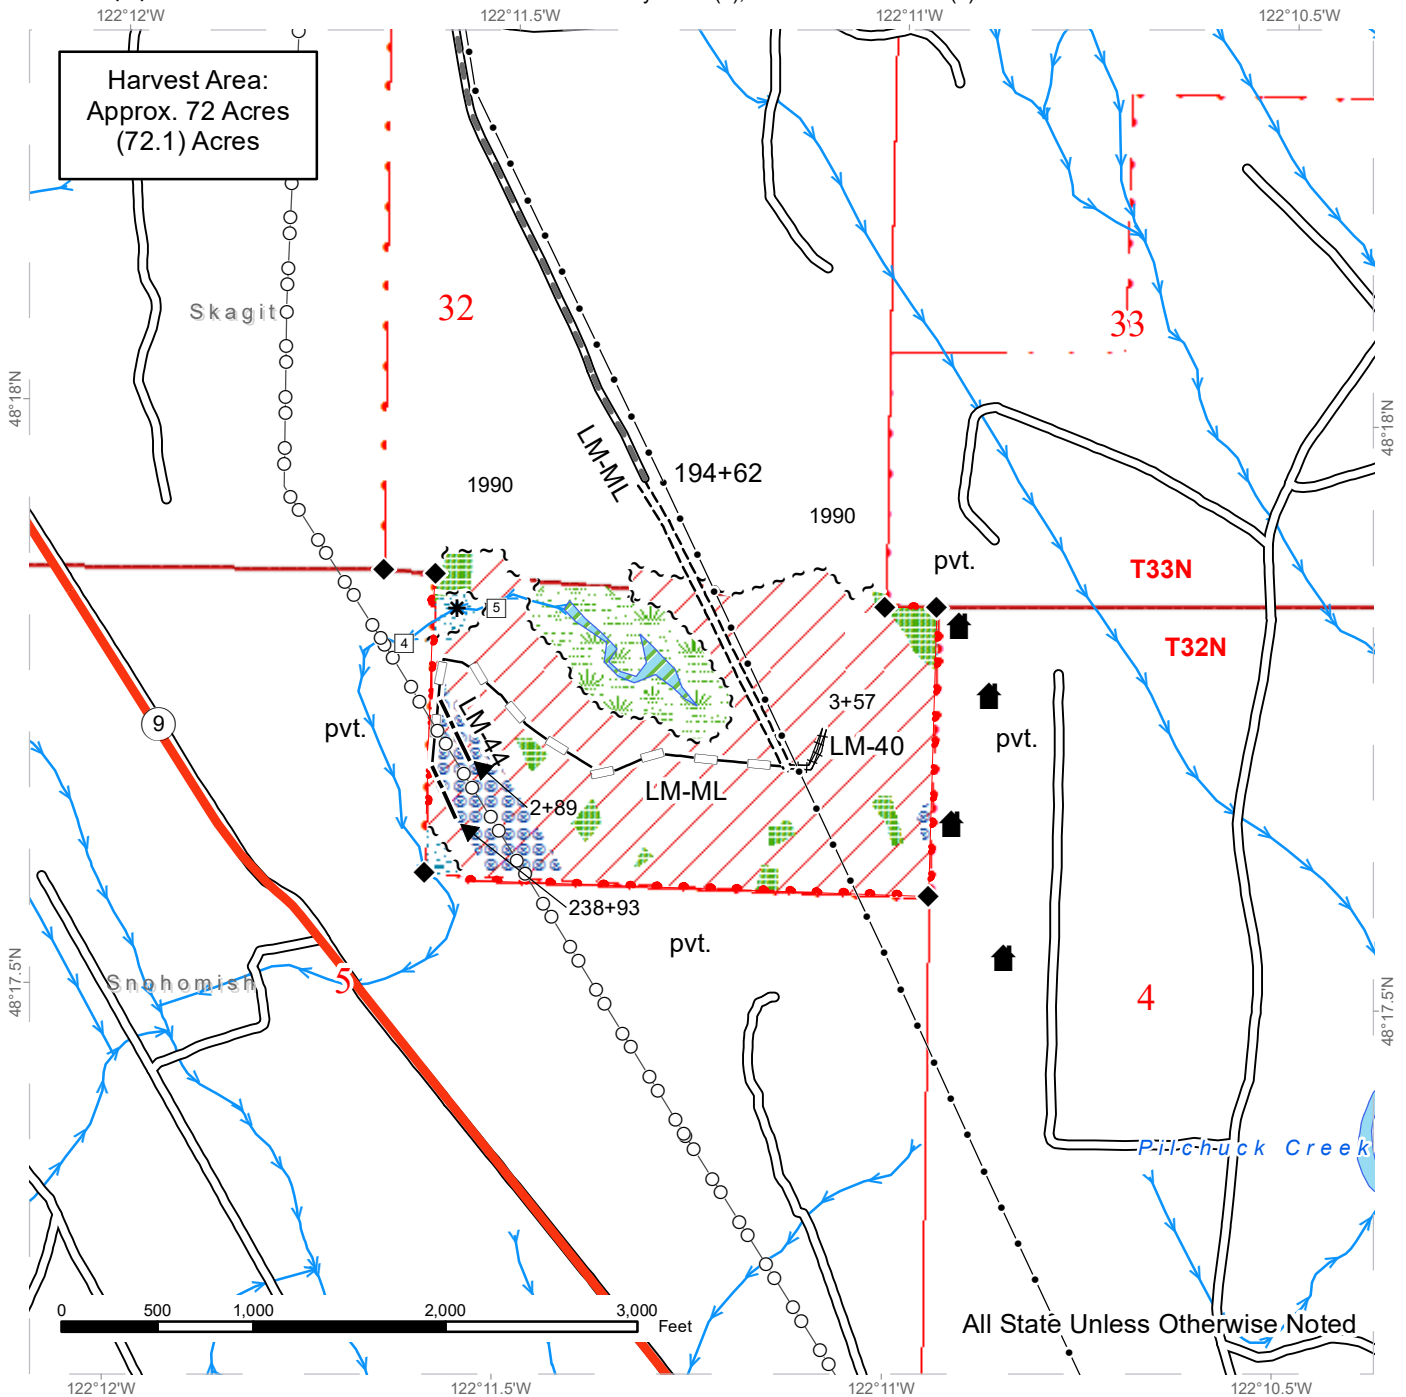 122°12'W
122°11.5'W
122°11'W
122°10.5'W
Harvest Area:
Approx. 72 Acres
(72.1) Acres
Skagit
32
33
48°18'N
48°18'N
LM-ML
194+62
1990
1990
pvt.
T33N
T32N
5
4
9
pvt.
LM-44
3+57
LM-40
pvt.
LM-ML
2+89
238+93
pvt.
Snohomish
5
4
48°17.5'N
48°17.5'N
Pilchuck Creek
0 500 1,000 2,000 3,000
Feet
All State Unless Otherwise Noted
122°12'W
122°11.5'W
122°11'W
122°10.5'W